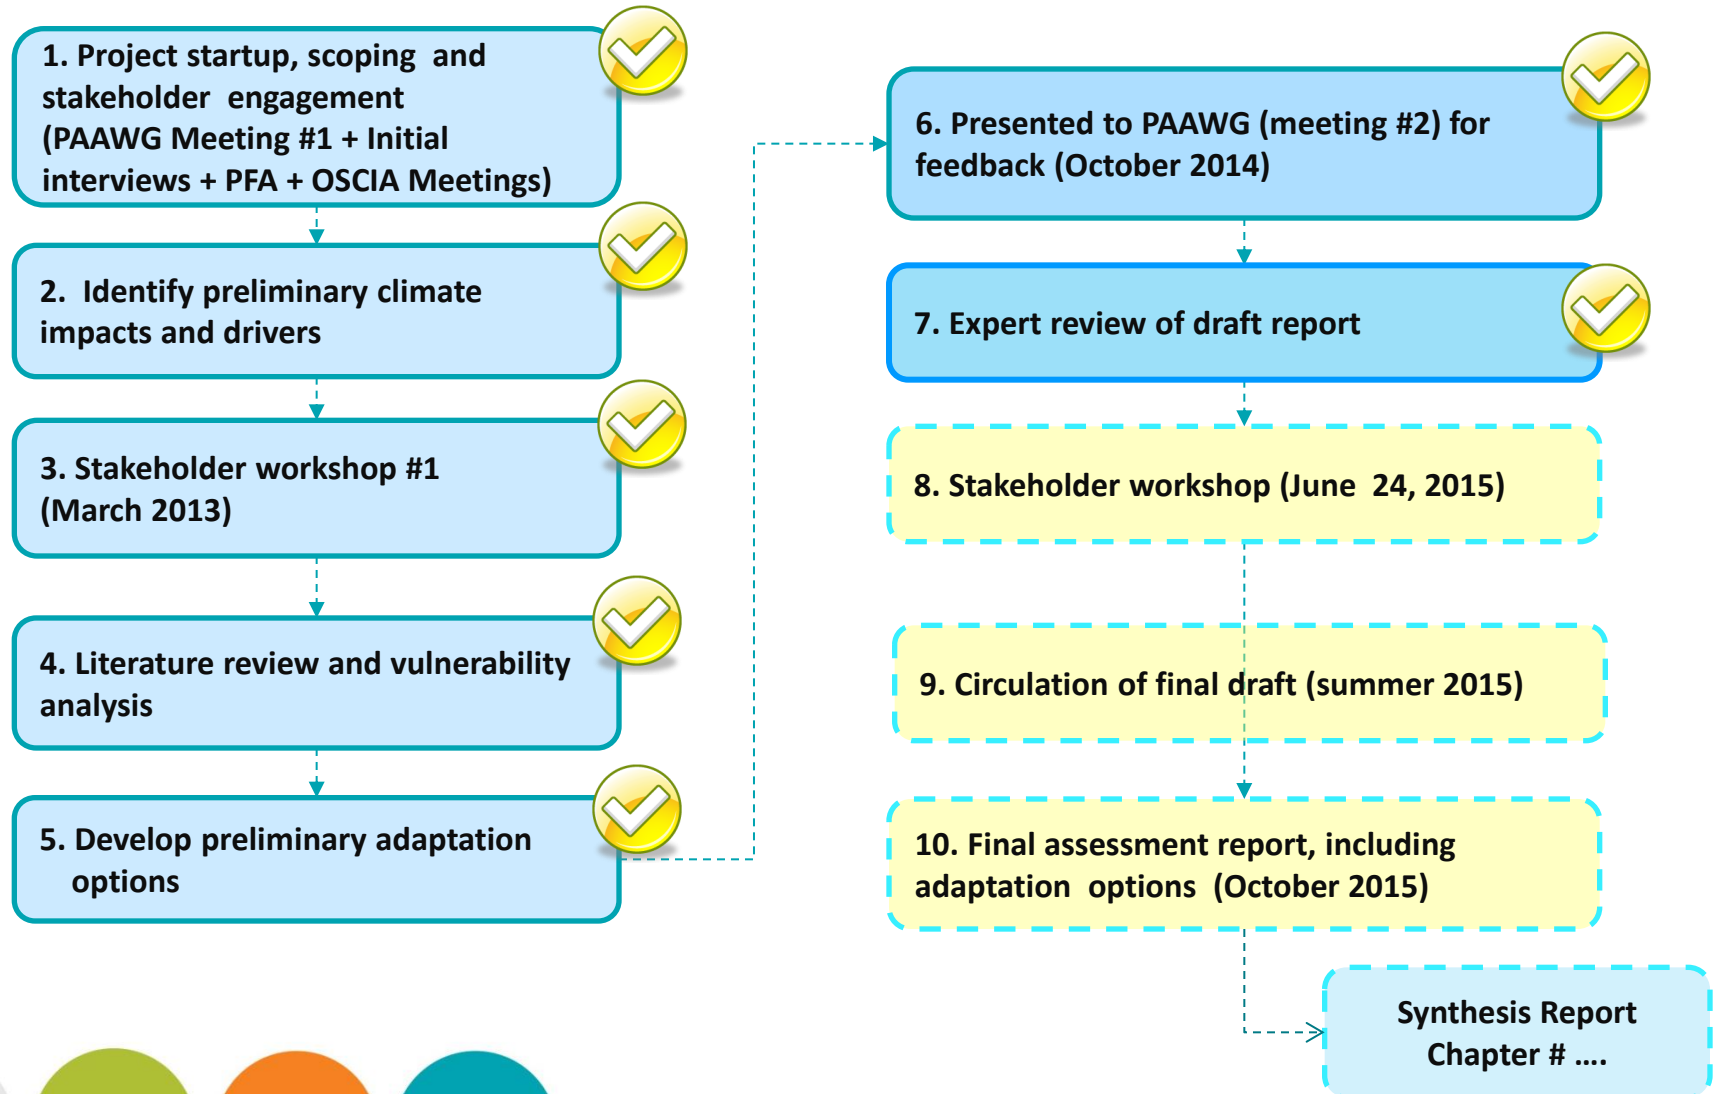 1. Project startup, scoping and
stakeholder engagement
(PAAWG Meeting #1 + Initial
interviews + PFA + OSCIA Meetings)
2. Identify preliminary climate
impacts and drivers
3. Stakeholder workshop #1
(March 2013)
4. Literature review and vulnerability
analysis
5. Develop preliminary adaptation
options
6. Presented to PAAWG (meeting #2) for
feedback (October 2014)
7. Expert review of draft report
8. Stakeholder workshop (June 24, 2015)
9. Circulation of final draft (summer 2015)
10. Final assessment report, including
adaptation options (October 2015)
Synthesis Report
Chapter # ....